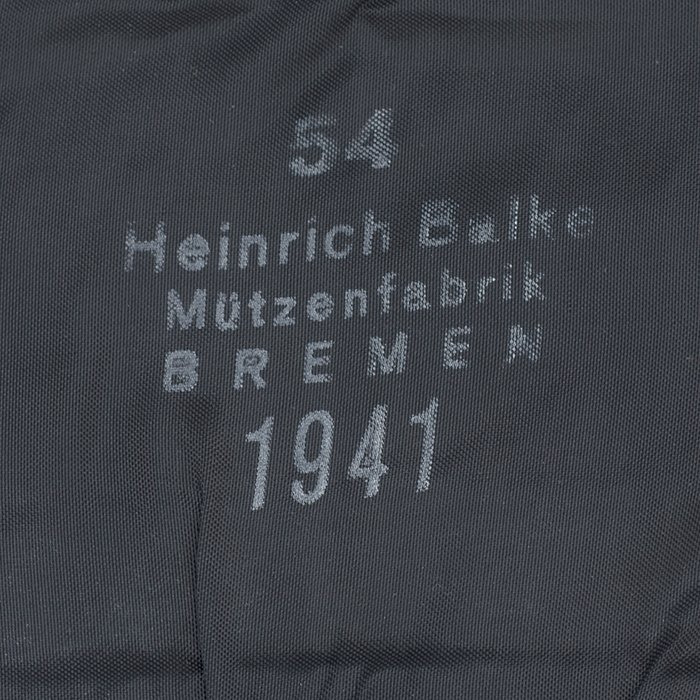 54
Heinrich Balke
Mützenfabrik
BREMEN
1941